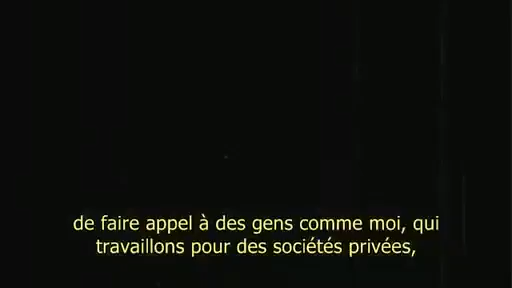 de faire appel à des gens comme moi, qui
travaillons pour des sociétés privées,